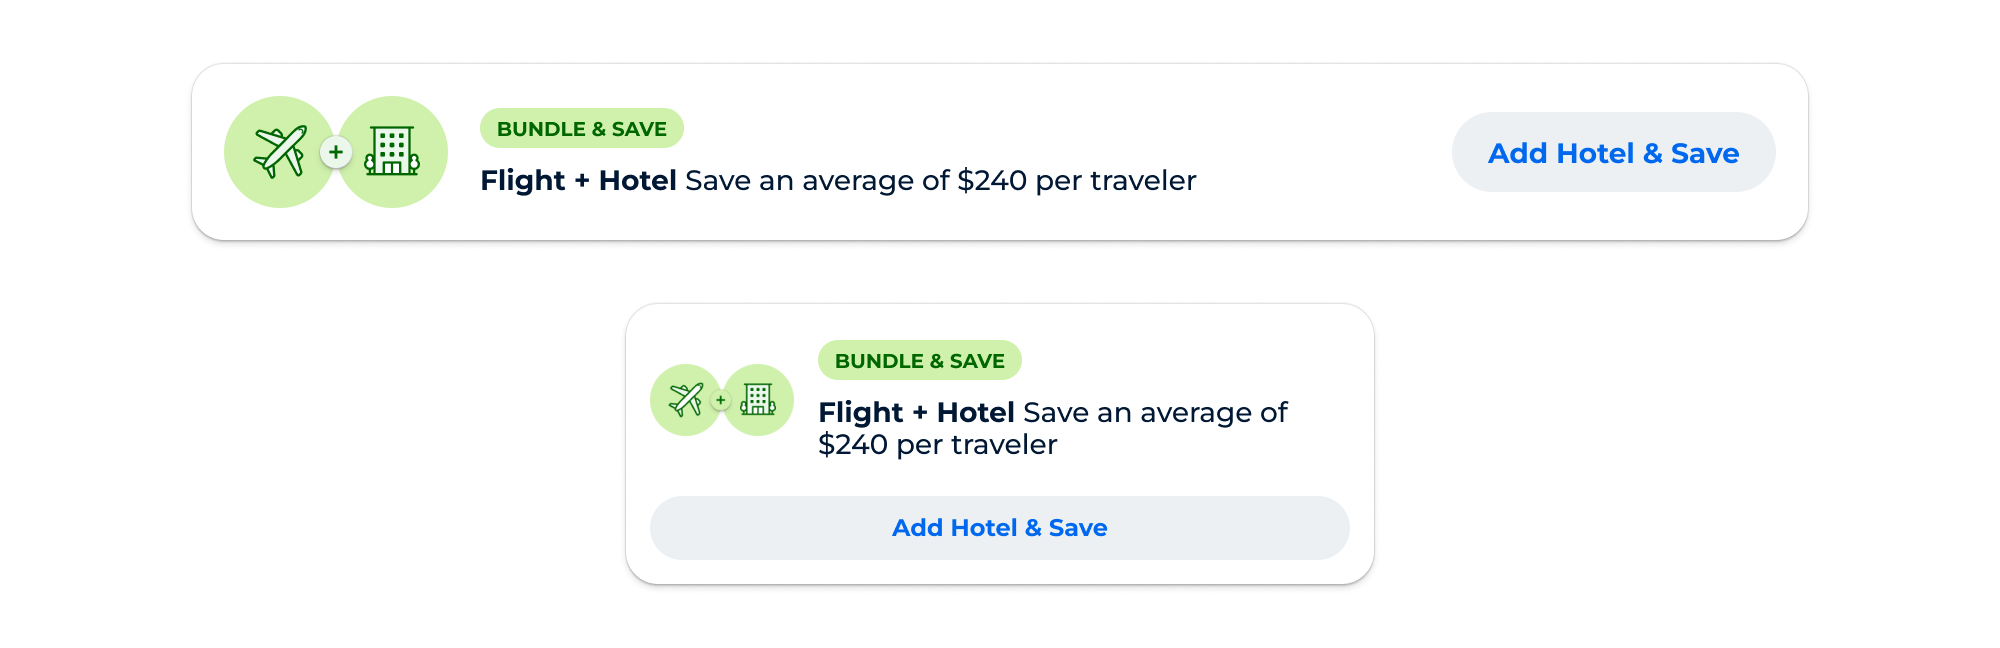 BUNDLE & SAVE
Flight + Hotel Save an average of $240 per traveler
Add Hotel & Save
BUNDLE & SAVE
Flight + Hotel Save an average of
$240 per traveler
Add Hotel & Save